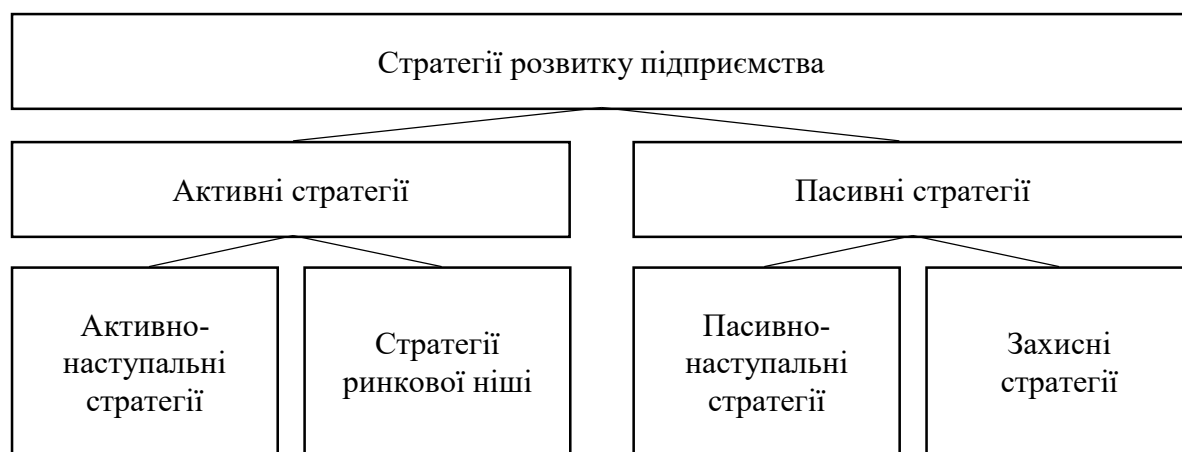 Стратегії розвитку підприємства
Активні стратегії
Пасивні стратегії
Активно-
наступальні
стратегії
Стратегії
ринкової ніші
Пасивно-
наступальні
стратегії
Захисні
стратегії